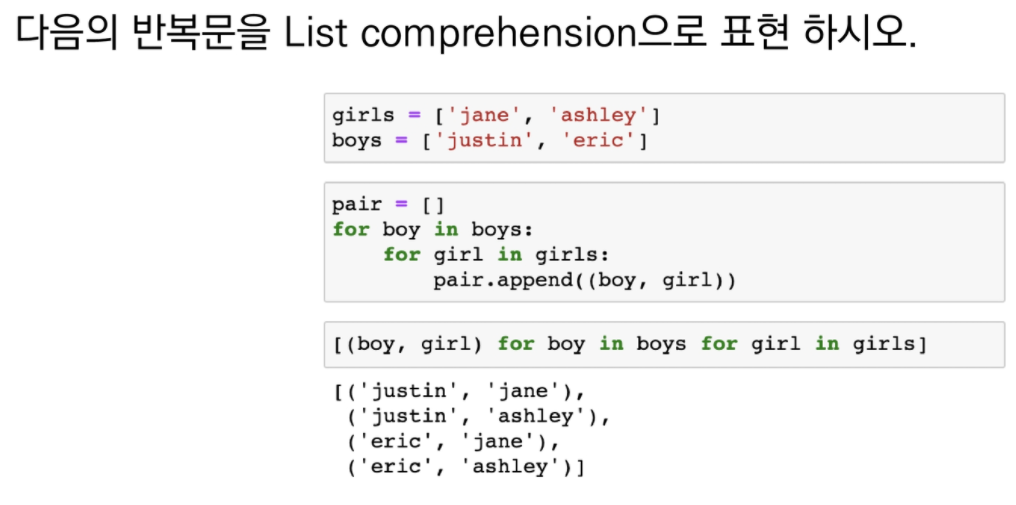 다음의 반복문을 List comprehension으로 표현 하시오.
girls = ['jane', 'ashley']
boys = ['justin', 'eric']
pair = []
for boy in boys:
    for girl in girls:
        pair.append((boy, girl))
[(boy, girl) for boy in boys for girl in girls]
[('justin', 'jane'),
 ('justin', 'ashley'),
 ('eric', 'jane'),
 ('eric', 'ashley')]